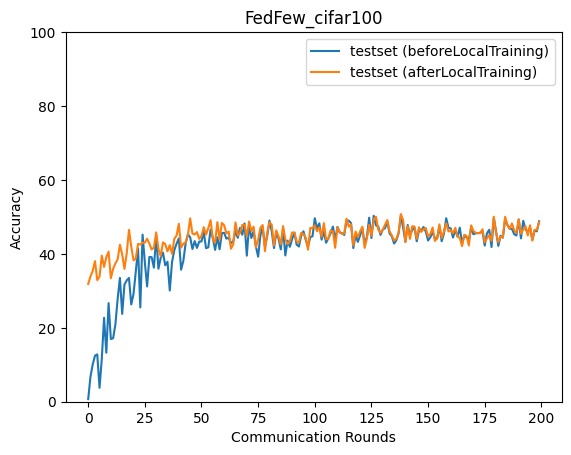 FedFew_cifar100
100
80
60
40
20
0
Accuracy
testset (beforeLocalTraining)
testset (afterLocalTraining)
0 25 50 75 100 125 150 175 200
Communication Rounds